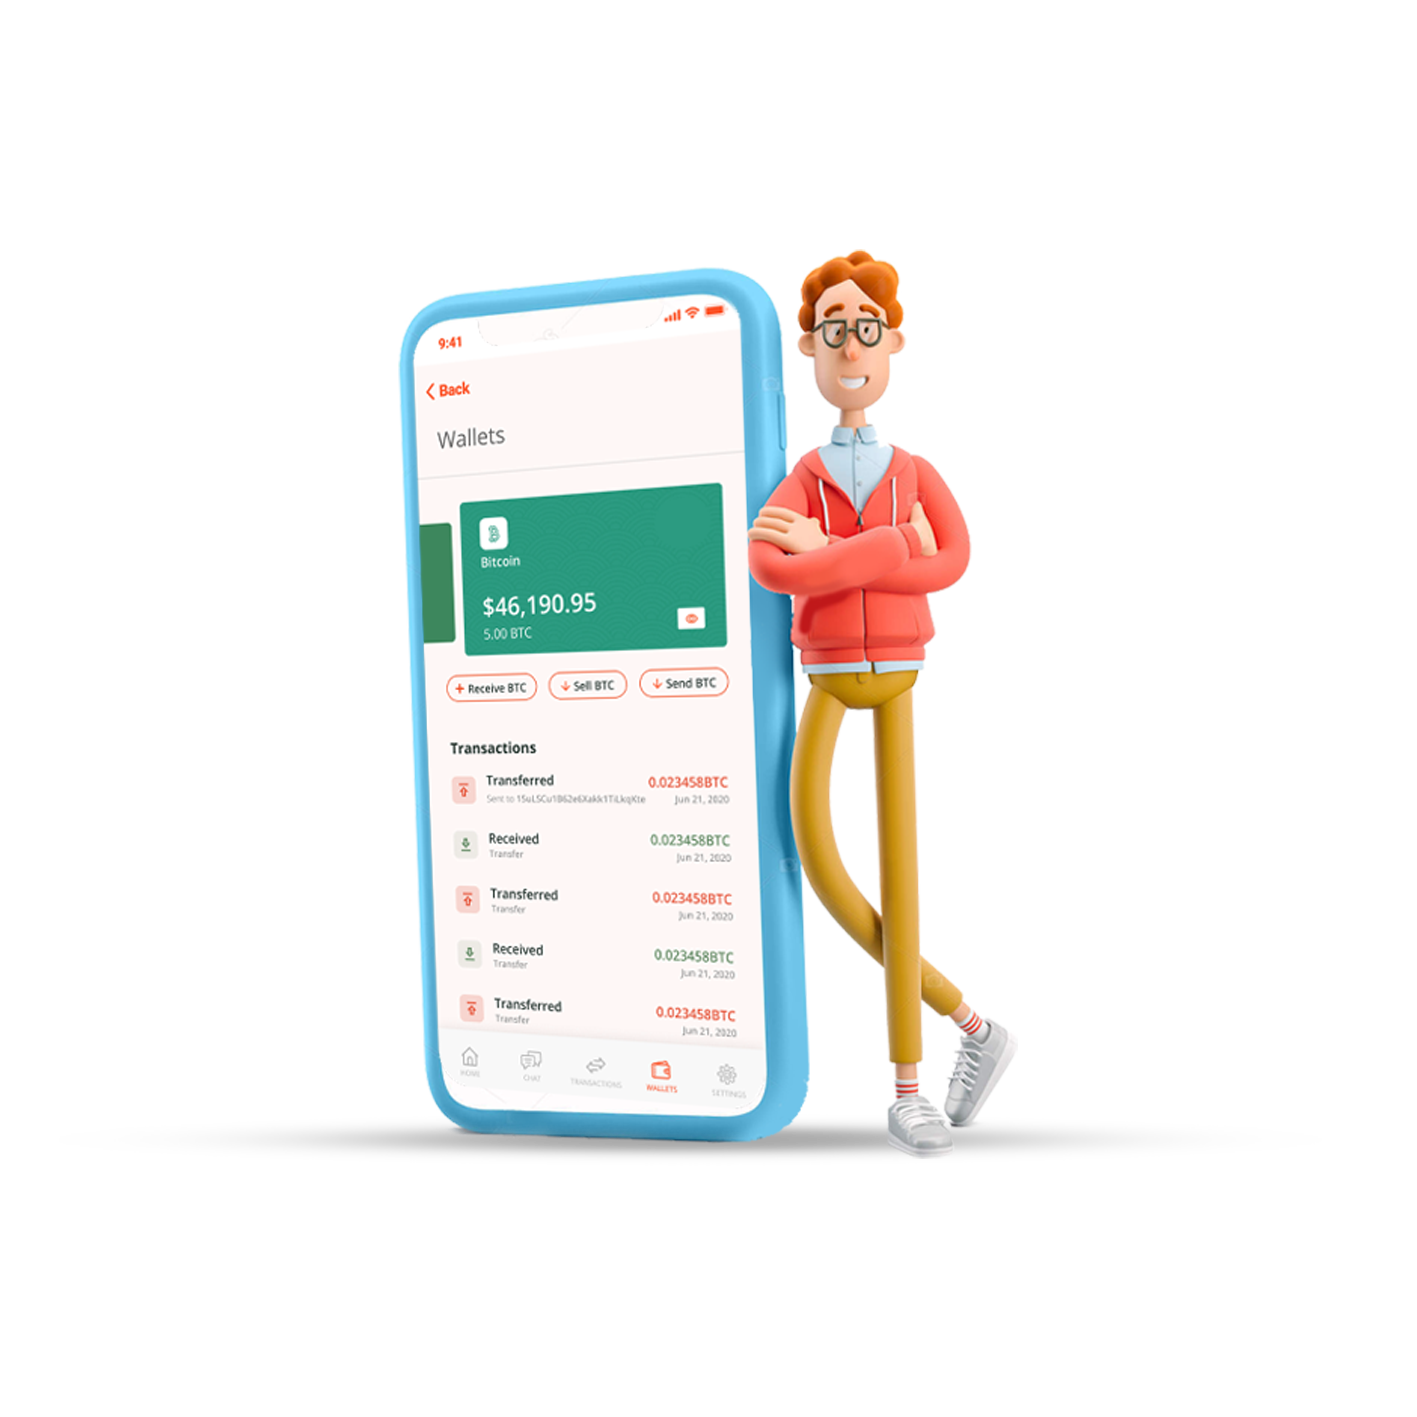 9:41
Back
Wallets
Bitcoin
$46,190.95
5.00 BTC
+ Receive BTC
Sell BTC
Send BTC
Transactions
Transferred 0.023458BTC
Sent to Jun 21, 2020
Received 0.023458BTC
Transfer Jun 21, 2020
Transferred 0.023458BTC
Transfer Jun 21, 2020
Received 0.023458BTC
Transfer Jun 21, 2020
Transferred 0.023458BTC
Transfer Jun 21, 2020
HOME
CHAT
TRANSACTIONS
WALLETS
SETTINGS